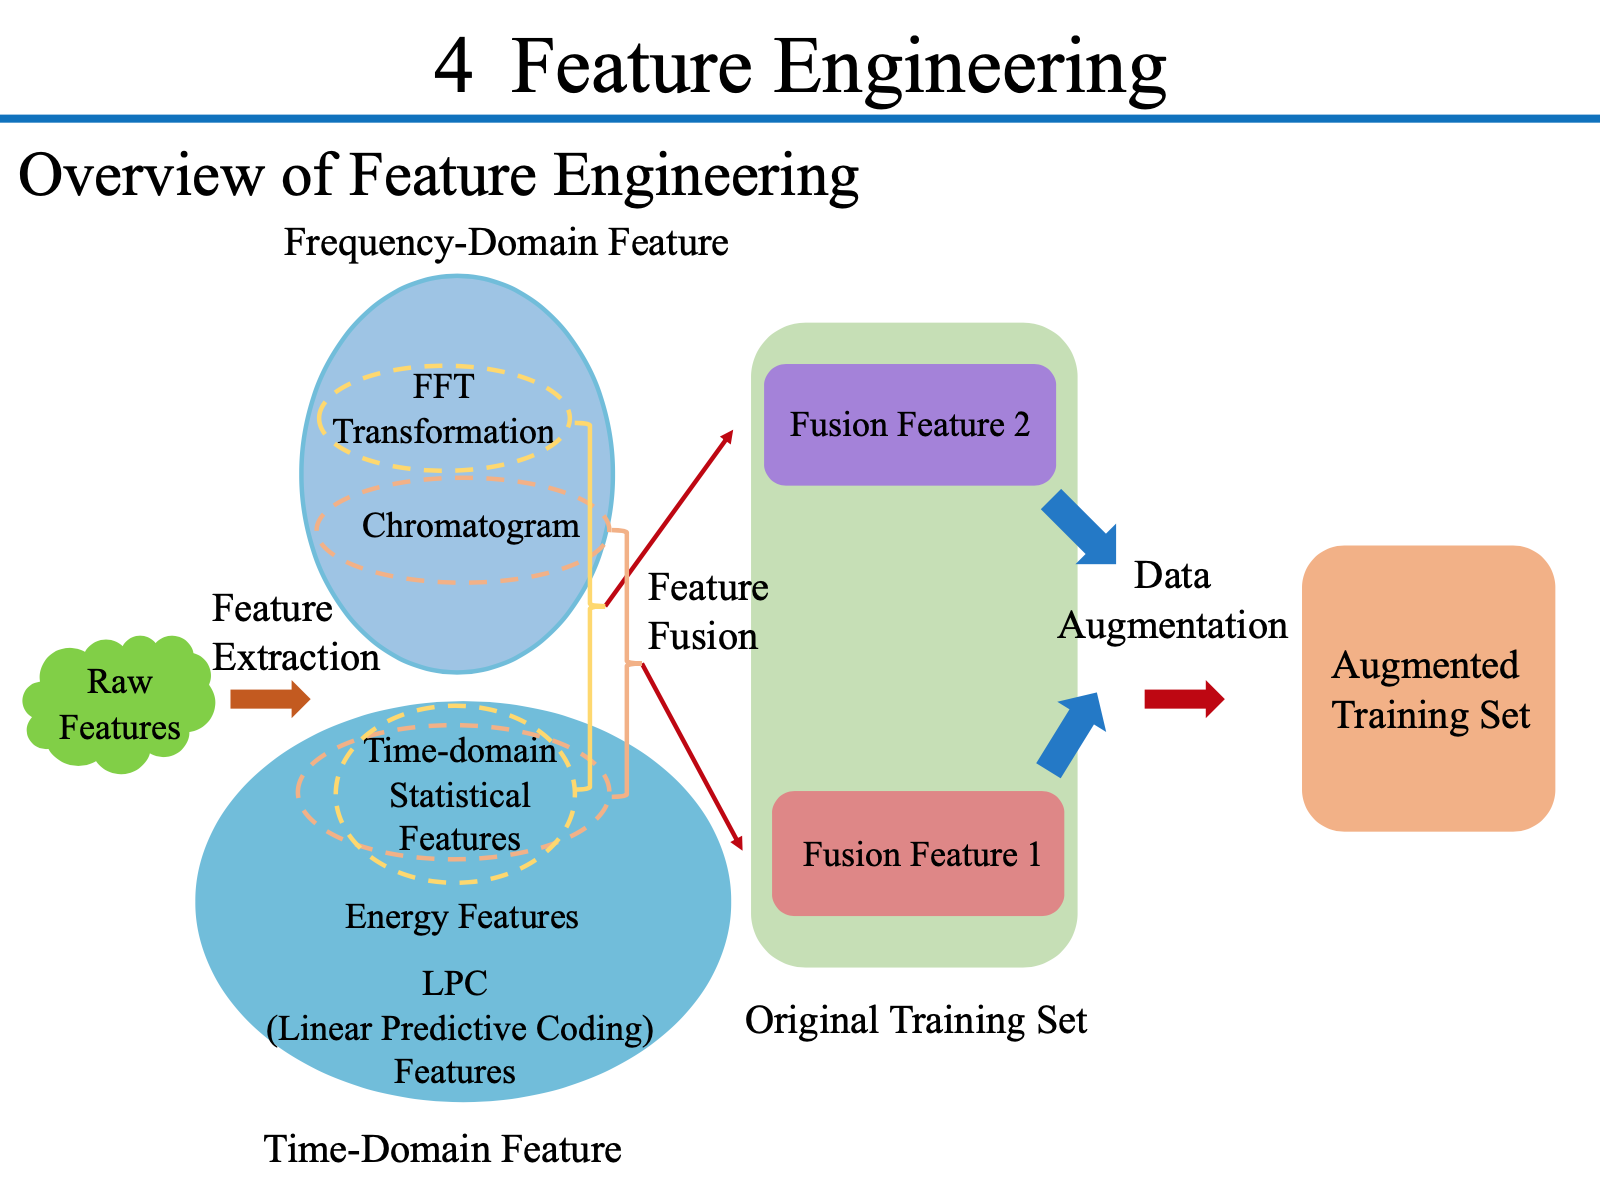 4 Feature Engineering
Overview of Feature Engineering
Frequency-Domain Feature
FFT
Transformation
Chromatogram
Feature
Extraction
Raw
Features
Time-domain
Statistical
Features
Energy Features
LPC
(Linear Predictive Coding)
Features
Time-Domain Feature
Feature
Fusion
Fusion Feature 2
Fusion Feature 1
Original Training Set
Data
Augmentation
Augmented
Training Set